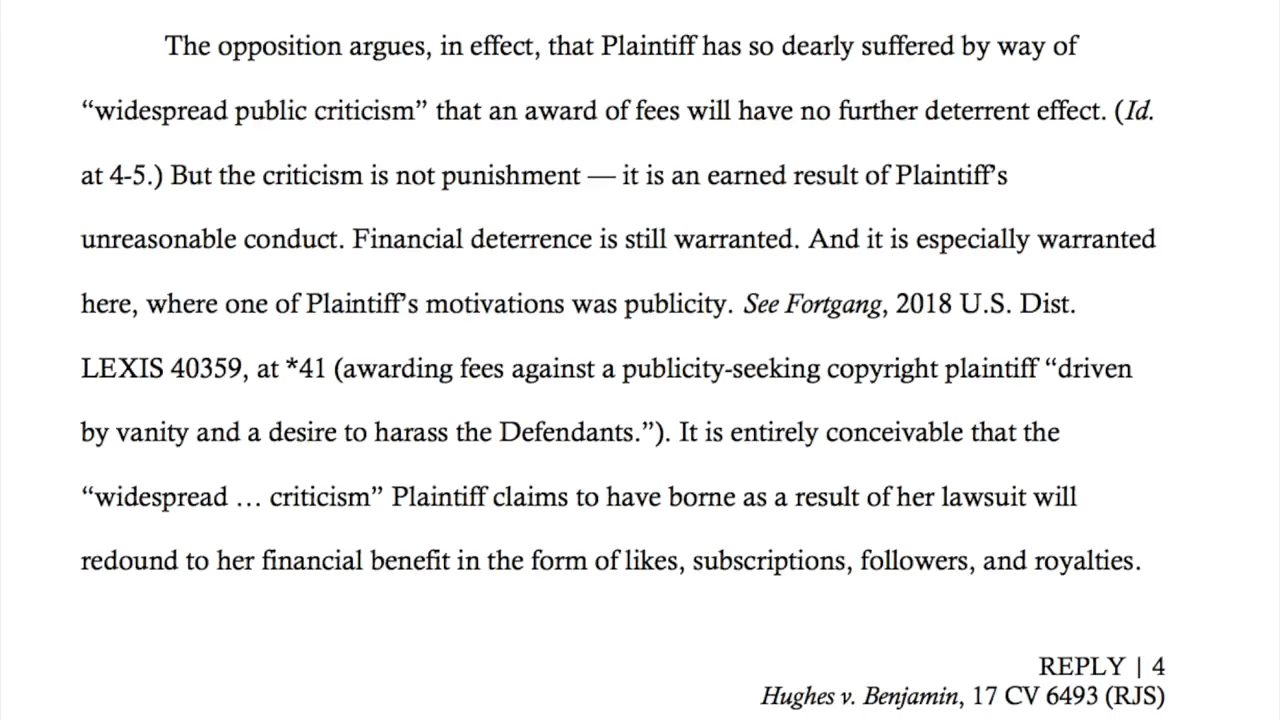 The opposition argues, in effect, that Plaintiff has so dearly suffered by way of
“widespread public criticism” that an award of fees will have no further deterrent effect. (Id.
at 4-5.) But the criticism is not punishment — it is an earned result of Plaintiff’s
unreasonable conduct. Financial deterrence is still warranted. And it is especially warranted
here, where one of Plaintiff’s motivations was publicity. See Fortgang, 2018 U.S. Dist.
LEXIS 40359, at *41 (awarding fees against a publicity-seeking copyright plaintiff “driven
by vanity and a desire to harass the Defendants.”). It is entirely conceivable that the
“widespread … criticism” Plaintiff claims to have borne as a result of her lawsuit will
redound to her financial benefit in the form of likes, subscriptions, followers, and royalties.
REPLY | 4
Hughes v. Benjamin, 17 CV 6493 (RJS)